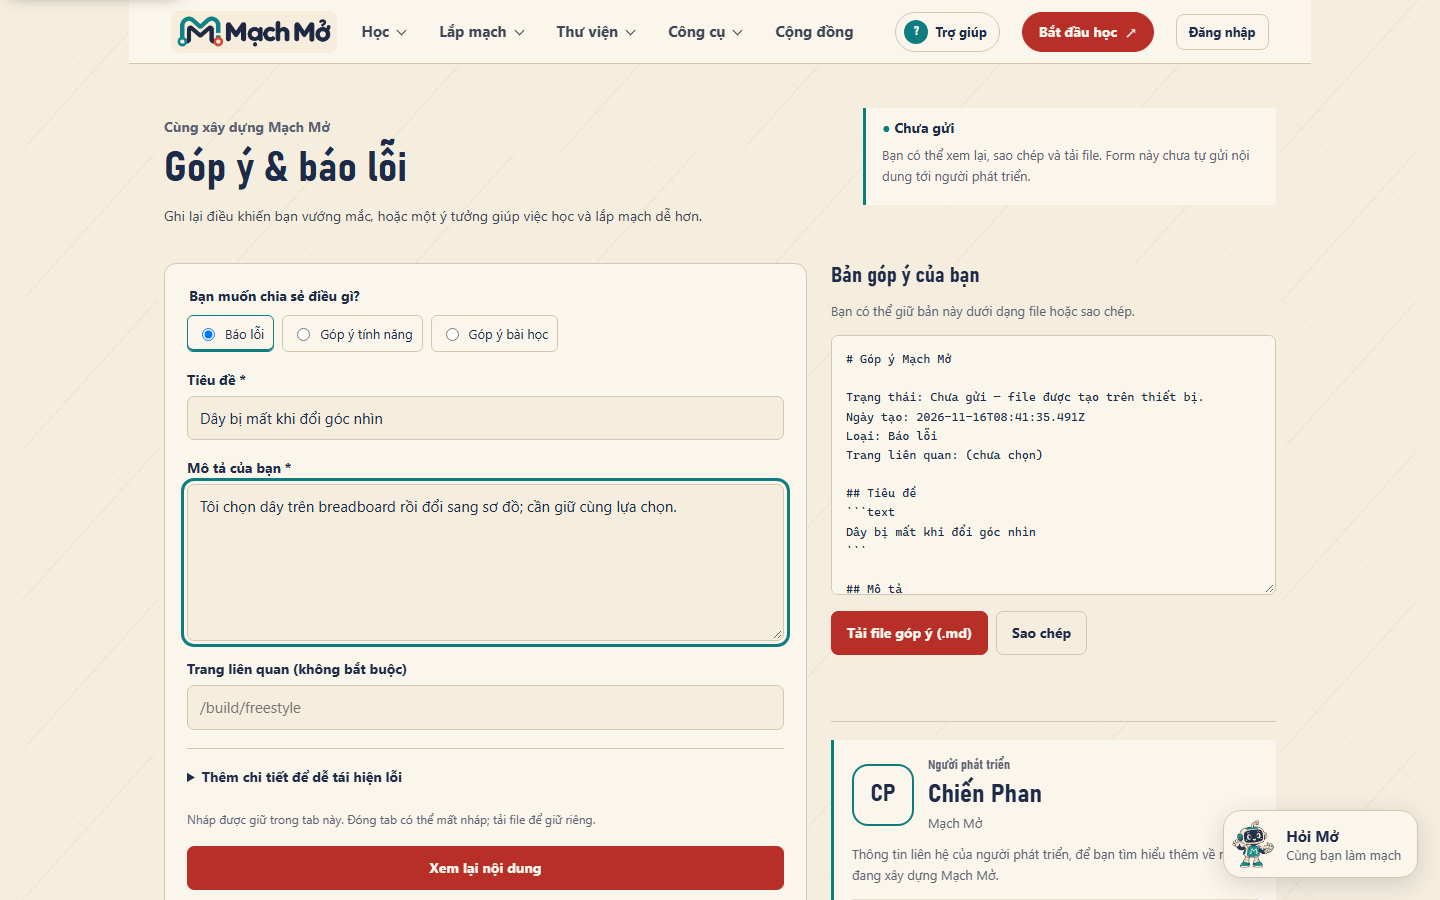 Mạch Mở
Học
Lắp mạch
Thư viện
Công cụ
Cộng đồng
? Trợ giúp
Bắt đầu học ↗
Đăng nhập
Cùng xây dựng Mạch Mở
Góp ý & báo lỗi
Ghi lại điều khiến bạn vướng mắc, hoặc một ý tưởng giúp việc học và lắp mạch dễ hơn.
● Chưa gửi
Bạn có thể xem lại, sao chép và tải file. Form này chưa tự gửi nội
dung tới người phát triển.
Bạn muốn chia sẻ điều gì?
Báo lỗi
Góp ý tính năng
Góp ý bài học
Tiêu đề *
Dây bị mất khi đổi góc nhìn
Mô tả của bạn *
Tôi chọn dây trên breadboard rồi đổi sang sơ đồ; cần giữ cùng lựa chọn.
Trang liên quan (không bắt buộc)
/build/freestyle
Thêm chi tiết để dễ tái hiện lỗi
Nháp được giữ trong tab này. Đóng tab có thể mất nháp; tải file để giữ riêng.
Xem lại nội dung
Bản góp ý của bạn
Bạn có thể giữ bản này dưới dạng file hoặc sao chép.
# Góp ý Mạch Mở
Trạng thái: Chưa gửi — file được tạo trên thiết bị.
Ngày tạo: 2026-11-16T08:41:35.491Z
Loại: Báo lỗi
Trang liên quan: (chưa chọn)
## Tiêu đề
```text
Dây bị mất khi đổi góc nhìn
```
## Mô tả
Tải file góp ý (.md)
Sao chép
CP
Người phát triển
Chiến Phan
Mạch Mở
Thông tin liên hệ của người phát triển, để bạn tìm hiểu thêm về
đang xây dựng Mạch Mở.
Hỏi Mở
Cùng bạn làm mạch